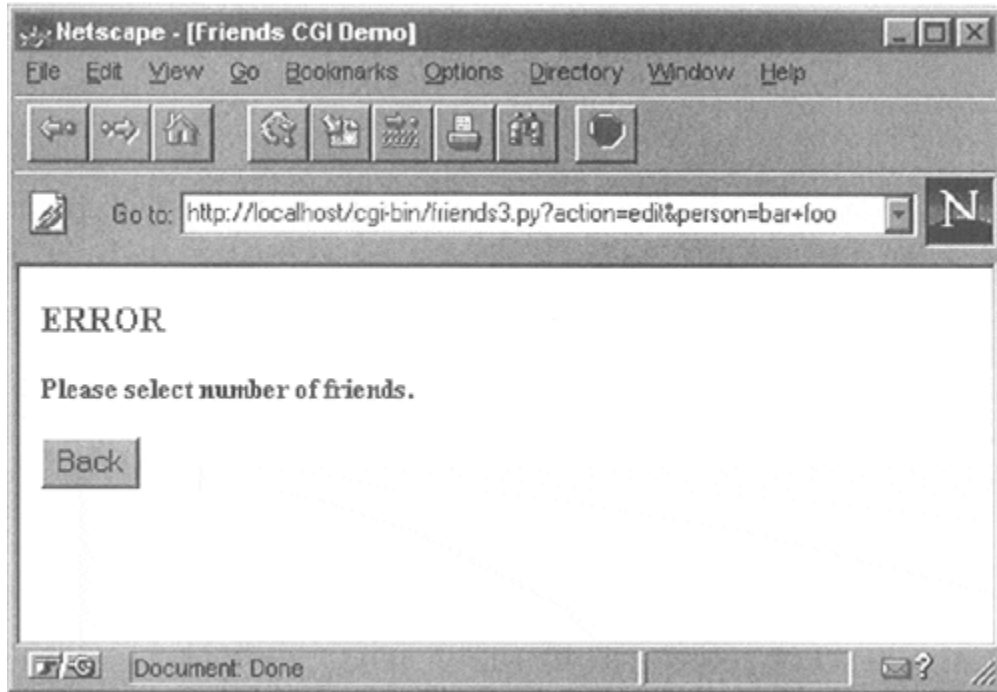 Netscape - [Friends CGI Demo]
File Edit View Go Bookmarks Options Directory Window Help
Go to: http://localhost/cgi-bin/friends3.py?action=edit&person=bar+foo
N
ERROR
Please select number of friends.
Back
Document: Done
?